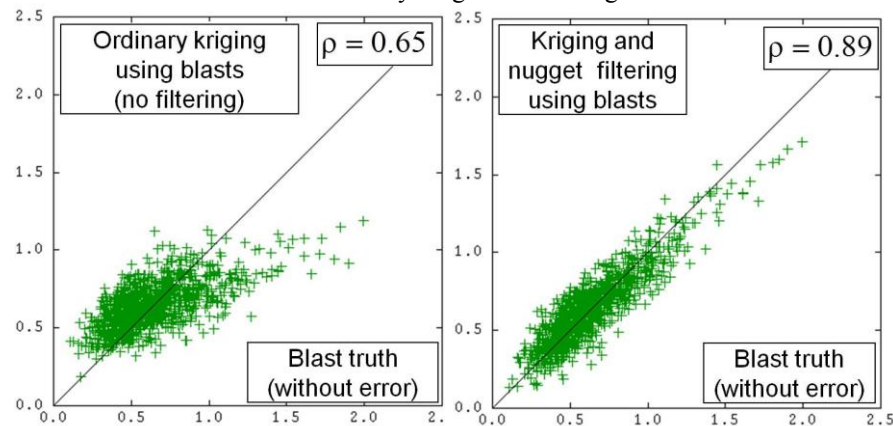 2.5
Ordinary kriging
using blasts
(no filtering)
ρ = 0.65
2.0
1.5
1.0
0.5
Blast truth
(without error)
0.0
0.0 0.5 1.0 1.5 2.0 2.
2.5
Kriging and
nugget filtering
using blasts
ρ = 0.89
2.0
1.5
1.0
0.5
Blast truth
(without error)
0.0
0.0 0.5 1.0 1.5 2.0 2.5